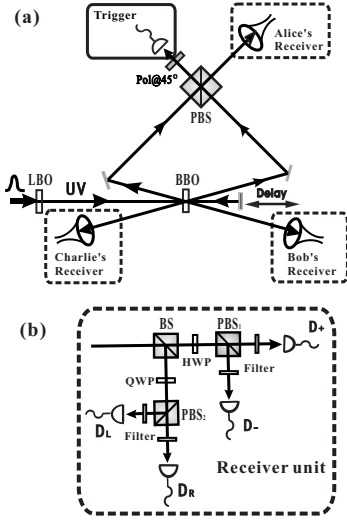 (a)
Trigger
Pol@45°
PBS
Alice's
Receiver
LBO
UV
BBO
Delay
Charlie's
Receiver
Bob's
Receiver
(b)
BS
PBS1
D+
HWP
Filter
QWP
PBS2
DL
Filter
D-
DR
Receiver unit